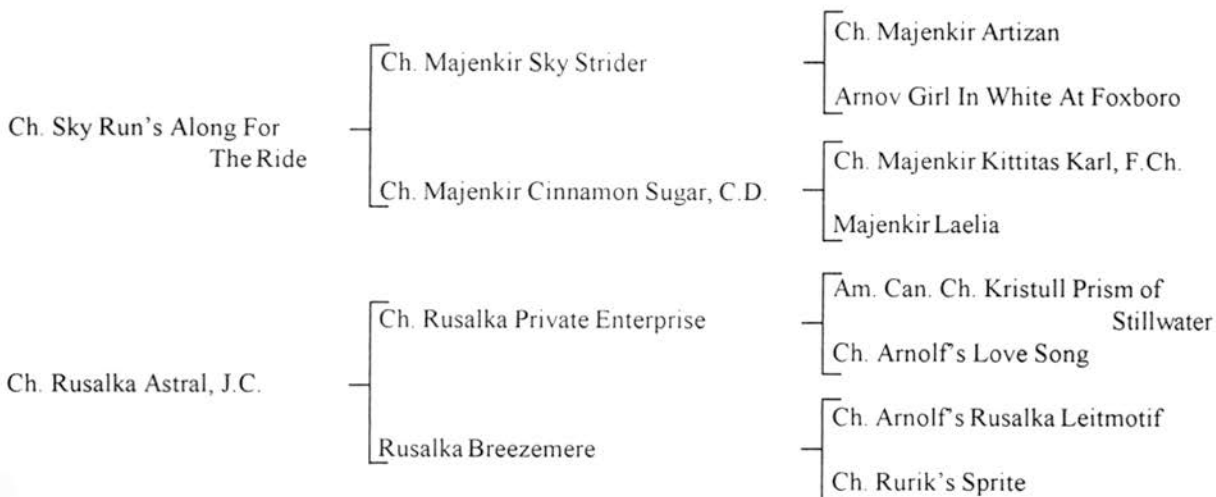 Ch. Majenkir Artizan
Ch. Majenkir Sky Strider
Arnov Girl In White At Foxboro
Ch. Sky Run's Along For
The Ride
Ch. Majenkir Kittitas Karl, F.Ch.
Ch. Majenkir Cinnamon Sugar, C.D.
Majenkir Laelia
Am. Can. Ch. Kristull Prism of
Stillwater
Ch. Rusalka Private Enterprise
Ch. Arnolf's Love Song
Ch. Rusalka Astral, J.C.
Ch. Arnolf's Rusalka Leitmotif
Rusalka Breezemere
Ch. Rurik's Sprite